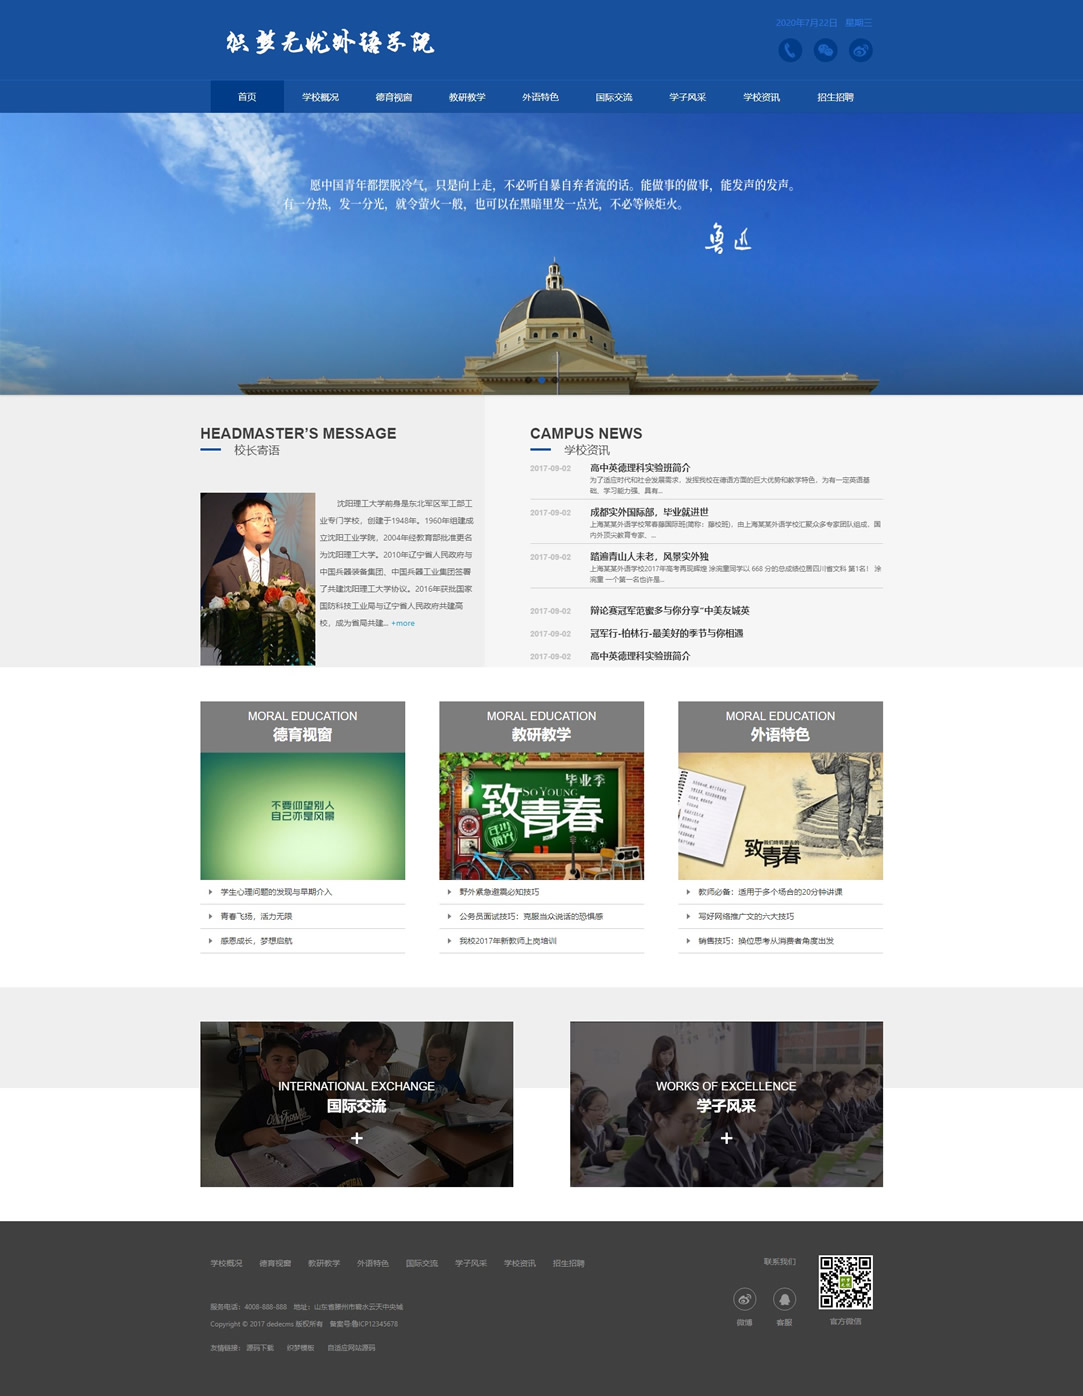 2020年7月22日 星期三
织梦无忧外语学院
首页 学校概况 德育视窗 教研教学 外语特色 国际交流 学子风采 学校资讯 招生招聘
愿中国青年都摆脱冷气，只是向上走，不必听自暴自弃者流的话。能做事的做事，能发声的发声。
有一分热，发一分光，就令萤火一般，也可以在黑暗里发一点光，不必等候炬火。
鲁迅
HEADMASTER'S MESSAGE
校长寄语
沈阳理工大学前身是东北军区军工部工
业专门学校，创建于1948年。1960年组建成
立沈阳工业学院，2004年经教育部批准更名
为沈阳理工大学。2010年辽宁省人民政府与
中国兵器装备集团、中国兵器工业集团签署
了共建沈阳理工大学协议。2016年获批国家
国防科技工业局与辽宁省人民政府共建高
校，成为省局共建... +more
CAMPUS NEWS
学校资讯
2017-09-02 高中英德理科实验班简介
为了适应时代和社会发展需求，发挥我校在德语方面的巨大优势和教学特色，为有一定英语基
础、学习能力强、具有...
2017-09-02 成都实外国际部，毕业就进世
上海某某外语学校常春藤国际班(简称：藤校班)，由上海某某外语学校汇聚众多专家团队组成，国
内外顶尖教育专家、...
2017-09-02 踏遍青山人未老，风景实外独
上海某某外语学校2017年高考再现辉煌 涂宾董同学以 668 分的总成绩位居四川省文科 第1名！ 涂
宾董 一个第一名也许是...
2017-09-02 辩论赛冠军范蜜多与你分享“中美友城英
2017-09-02 冠军行-柏林行-最美好的季节与你相遇
2017-09-02 高中英德理科实验班简介
MORAL EDUCATION
德育视窗
不要仰望别人
自己亦是风景
学生心理问题的发现与早期介入
青春飞扬，活力无限
感恩成长，梦想启航
MORAL EDUCATION
教研教学
毕业季
SO YOUNG
致青春
野外紧急避震必知技巧
公务员面试技巧：克服当众说话的恐惧感
我校2017年新教师上岗培训
MORAL EDUCATION
外语特色
致青春
教师必备：适用于多个场合的20分钟讲课
写好网络推广文的六大技巧
销售技巧：换位思考从消费者角度出发
INTERNATIONAL EXCHANGE
国际交流
+
WORKS OF EXCELLENCE
学子风采
+
学校概况 德育视窗 教研教学 外语特色 国际交流 学子风采 学校资讯 招生招聘
服务电话：4008-888-888 地址：山东省滕州市碧水云天中央城
Copyright © 2017 dedecms 版权所有 备案号:鲁ICP12345678
友情链接： 源码下载 织梦模板 自适应网站源码
联系我们
微博 客服 官方微信